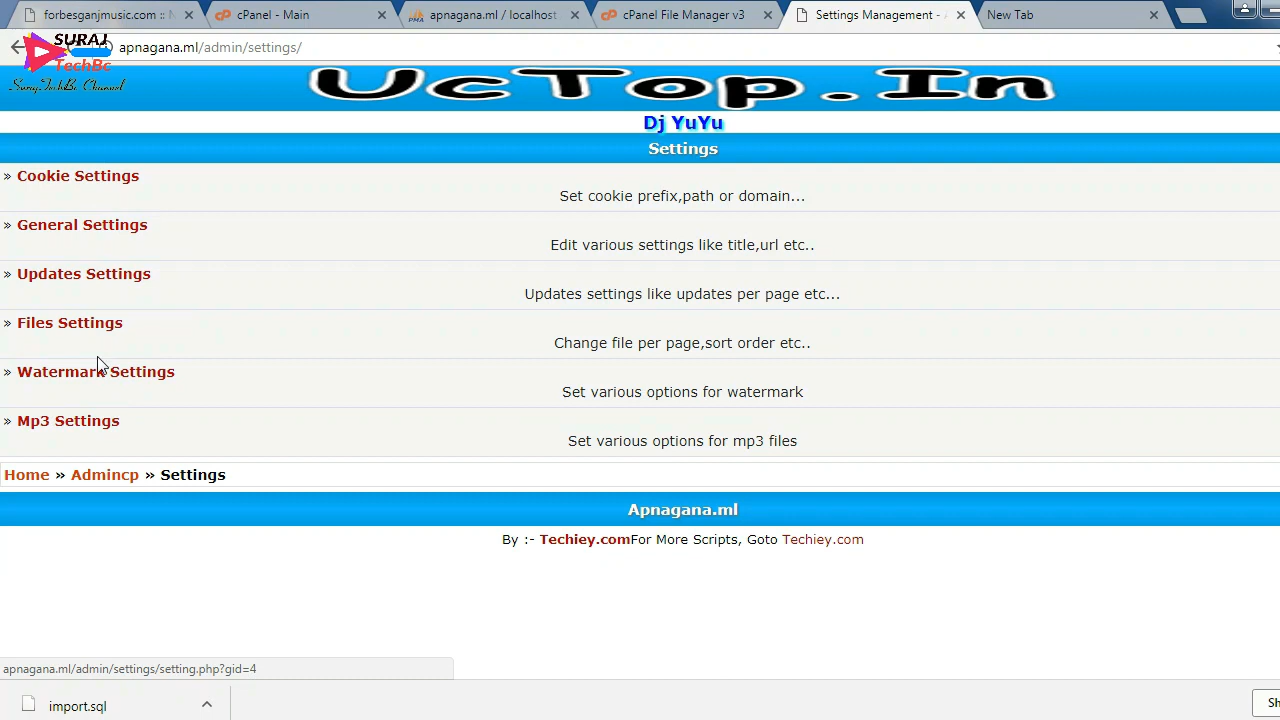 forbesganjmusic.com :: N
cPanel - Main
apnagana.ml / localhost
cPanel File Manager v3
Settings Management -
New Tab
apnagana.ml/admin/settings/
SURAJ
TechBc
SurajTechBc Channel
UcTop.In
Dj YuYu
Settings
» Cookie Settings
Set cookie prefix,path or domain...
» General Settings
Edit various settings like title,url etc..
» Updates Settings
Updates settings like updates per page etc...
» Files Settings
Change file per page,sort order etc..
» Watermark Settings
Set various options for watermark
» Mp3 Settings
Set various options for mp3 files
Home » Admincp » Settings
Apnagana.ml
By :- Techiey.comFor More Scripts, Goto Techiey.com
apnagana.ml/admin/settings/setting.php?gid=4
import.sql
Sh